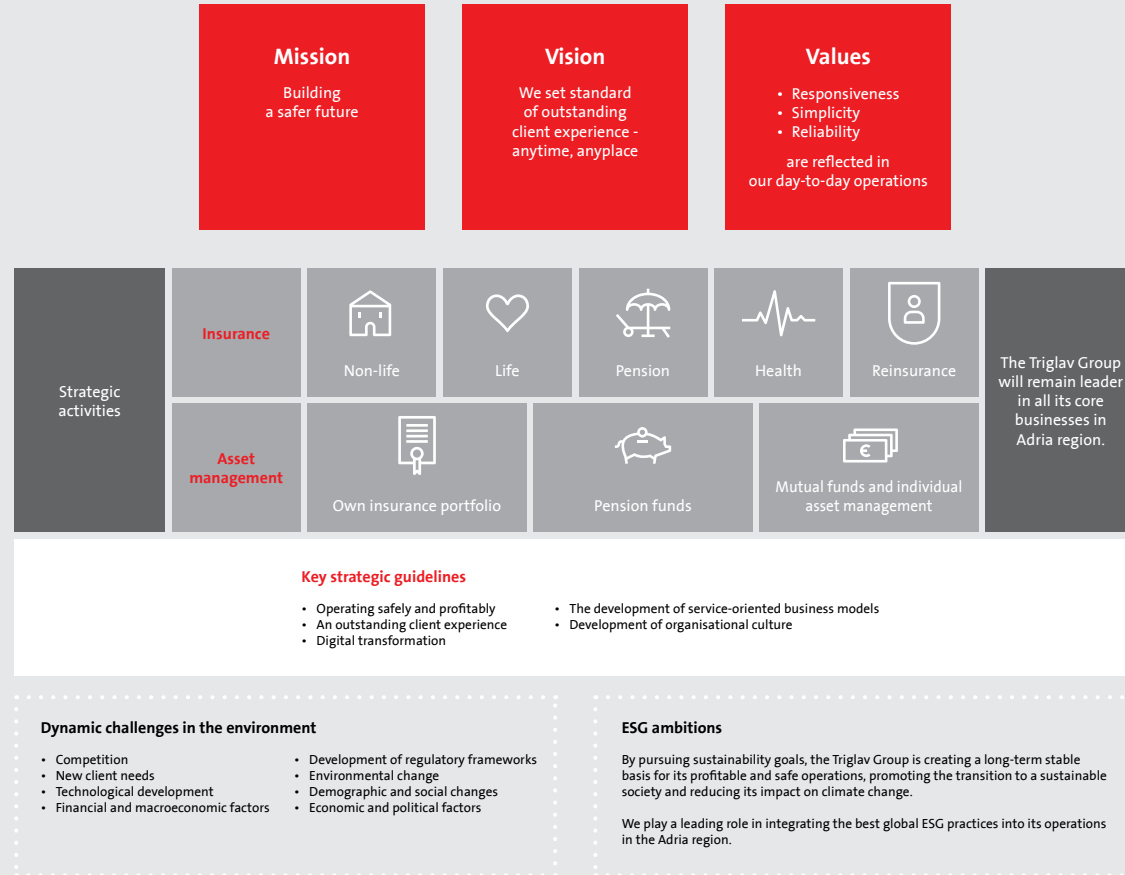 Mission
Building
a safer future
Vision
We set standard
of outstanding
client experience -
anytime, anyplace
Values
• Responsiveness
• Simplicity
• Reliability
are reflected in
our day-to-day operations
Strategic
activities
Insurance
Non-life
Life
Pension
Health
Reinsurance
Asset
management
Own insurance portfolio
Pension funds
€
Mutual funds and individual
asset management
The Triglav Group
will remain leader
in all its core
businesses in
Adria region.
Key strategic guidelines
• Operating safely and profitably
• An outstanding client experience
• Digital transformation
• The development of service-oriented business models
• Development of organisational culture
Dynamic challenges in the environment
• Competition
• New client needs
• Technological development
• Financial and macroeconomic factors
• Development of regulatory frameworks
• Environmental change
• Demographic and social changes
• Economic and political factors
ESG ambitions
By pursuing sustainability goals, the Triglav Group is creating a long-term stable
basis for its profitable and safe operations, promoting the transition to a sustainable
society and reducing its impact on climate change.
We play a leading role in integrating the best global ESG practices into its operations
in the Adria region.